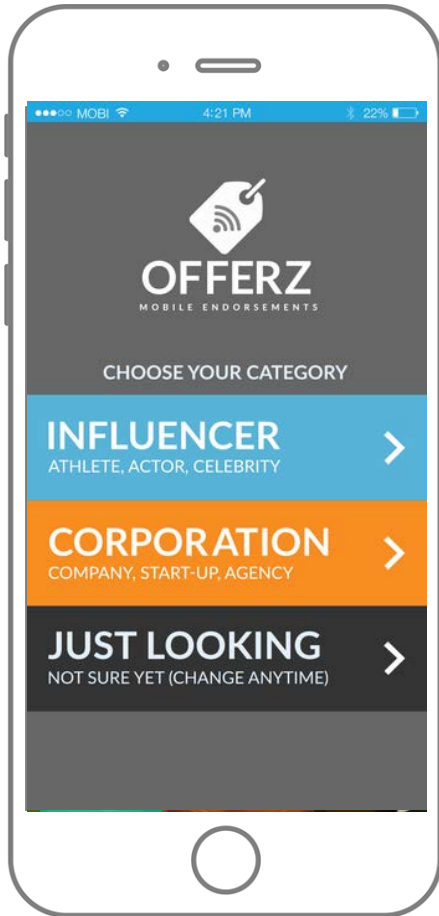 MOBI 4:21 PM 22%
OFFERZ
MOBILE ENDORSEMENTS
CHOOSE YOUR CATEGORY
INFLUENCER
ATHLETE, ACTOR, CELEBRITY
CORPORATION
COMPANY, START-UP, AGENCY
JUST LOOKING
NOT SURE YET (CHANGE ANYTIME)